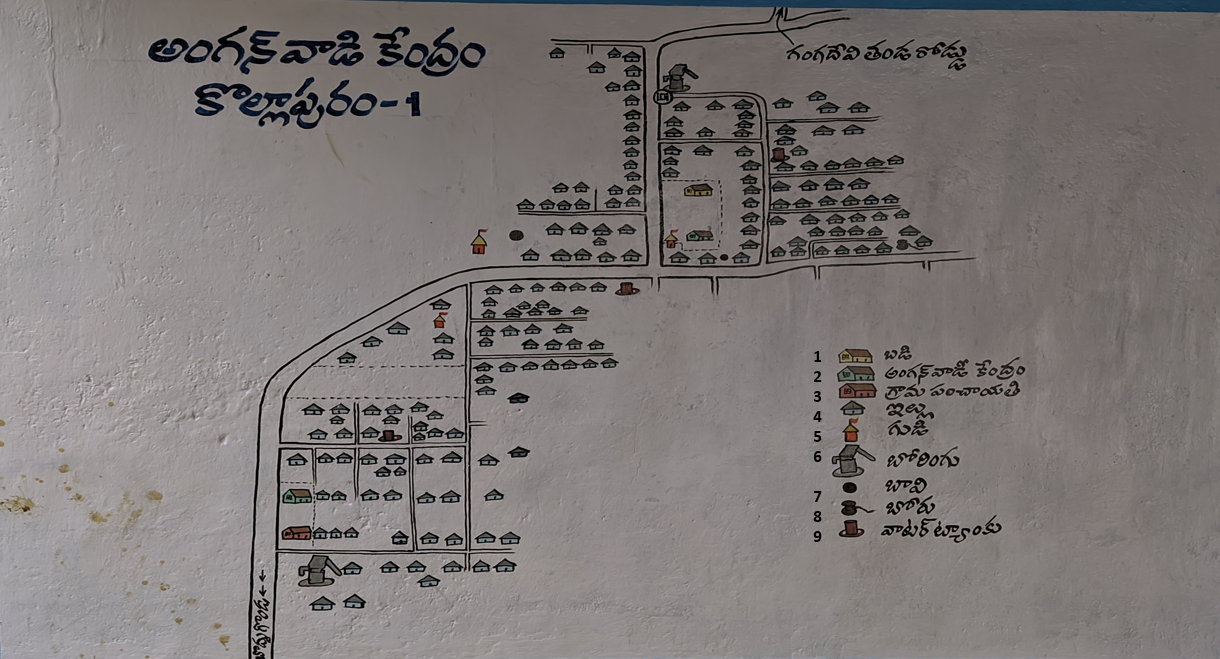 అంగన్ వాడి కేంద్రం
కొల్లాపురం-1
గంగదేవి తండ రోడ్డు
1 బడి
2 అంగన్ వాడి కేంద్రం
3 గ్రామ పంచాయతి
4 ఇల్లు
5 గుడి
6 బోరింగు
7 బావి
8 బోరు
9 వాటర్ ట్యాంకు